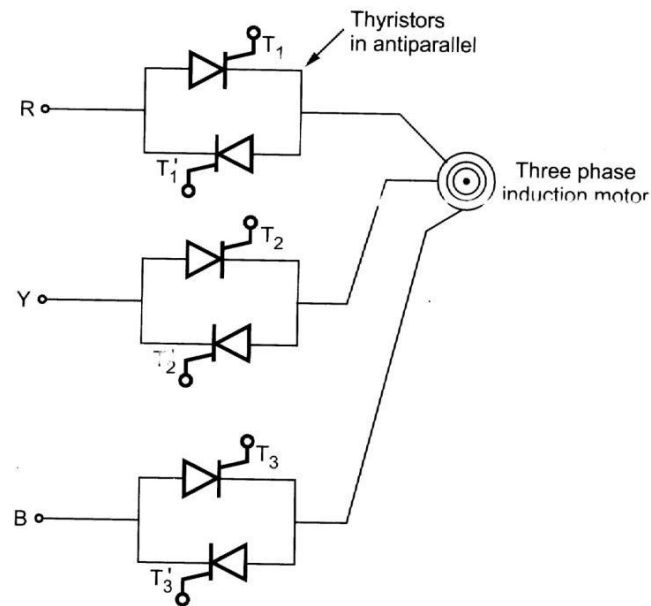 T1
Thyristors
in antiparallel
R
T1'
Three phase
induction motor
T2
Y
T2'
T3
B
T3'